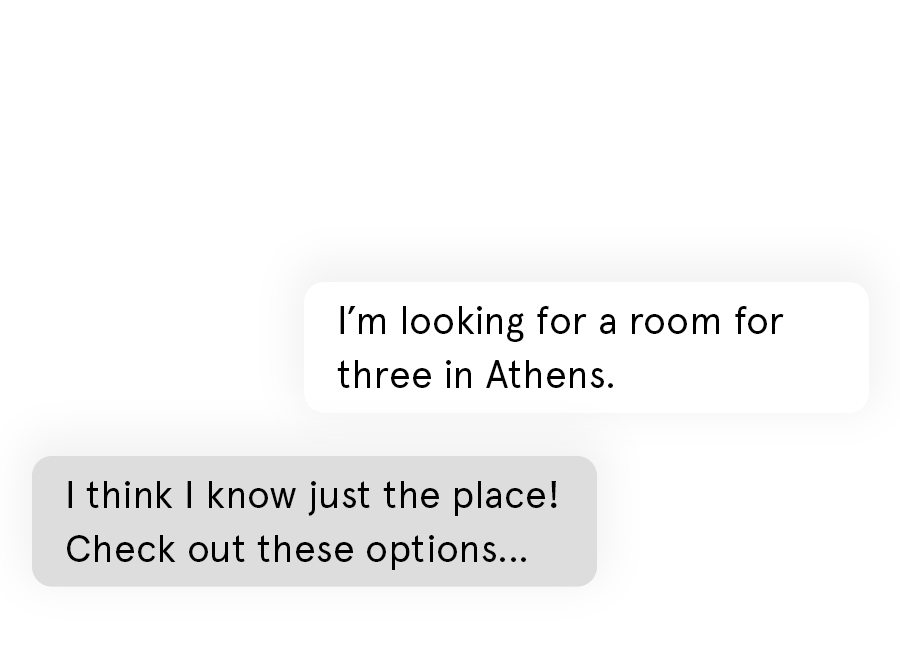 I’m looking for a room for
three in Athens.
I think I know just the place!
Check out these options...